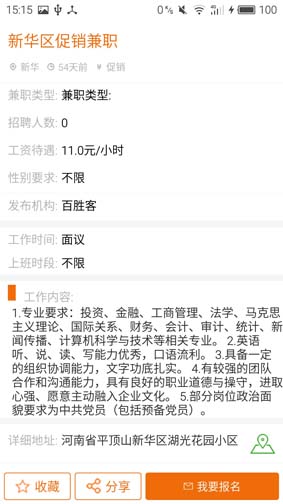 15:15
0% 100
新华区促销兼职
新华 54天前 促销
兼职类型: 兼职类型;
招聘人数: 0
工资待遇: 11.0元/小时
性别要求: 不限
发布机构: 百胜客
工作时间: 面议
上班时段: 不限
工作内容:
1.专业要求：投资、金融、工商管理、法学、马克思
主义理论、国际关系、财务、会计、审计、统计、新
闻传播、计算机科学与技术等相关专业。 2.英语
听、说、读、写能力优秀，口语流利。 3.具备一定
的组织协调能力，文字功底扎实。 4.有较强的团队
合作和沟通能力，具有良好的职业道德与操守，进取
心强、愿意主动融入企业文化。 5.部分岗位政治面
貌要求为中共党员（包括预备党员）。
详细地址: 河南省平顶山新华区湖光花园小区
收藏 分享 我要报名